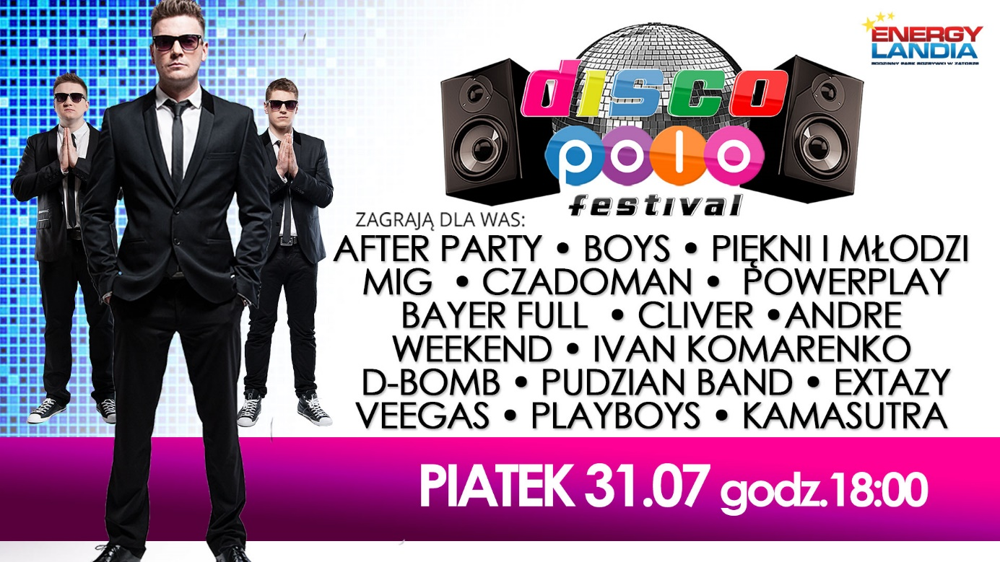 ENERGY
LANDIA
RODZINNY PARK ROZRYWKI W ZATORZE
disco
polo
festival
ZAGRAJĄ DLA WAS:
AFTER PARTY • BOYS • PIĘKNI I MŁODZI
MIG • CZADOMAN • POWERPLAY
BAYER FULL • CLIVER •ANDRE
WEEKEND • IVAN KOMARENKO
D-BOMB • PUDZIAN BAND • EXTAZY
VEEGAS • PLAYBOYS • KAMASUTRA
PIATEK 31.07 godz.18:00